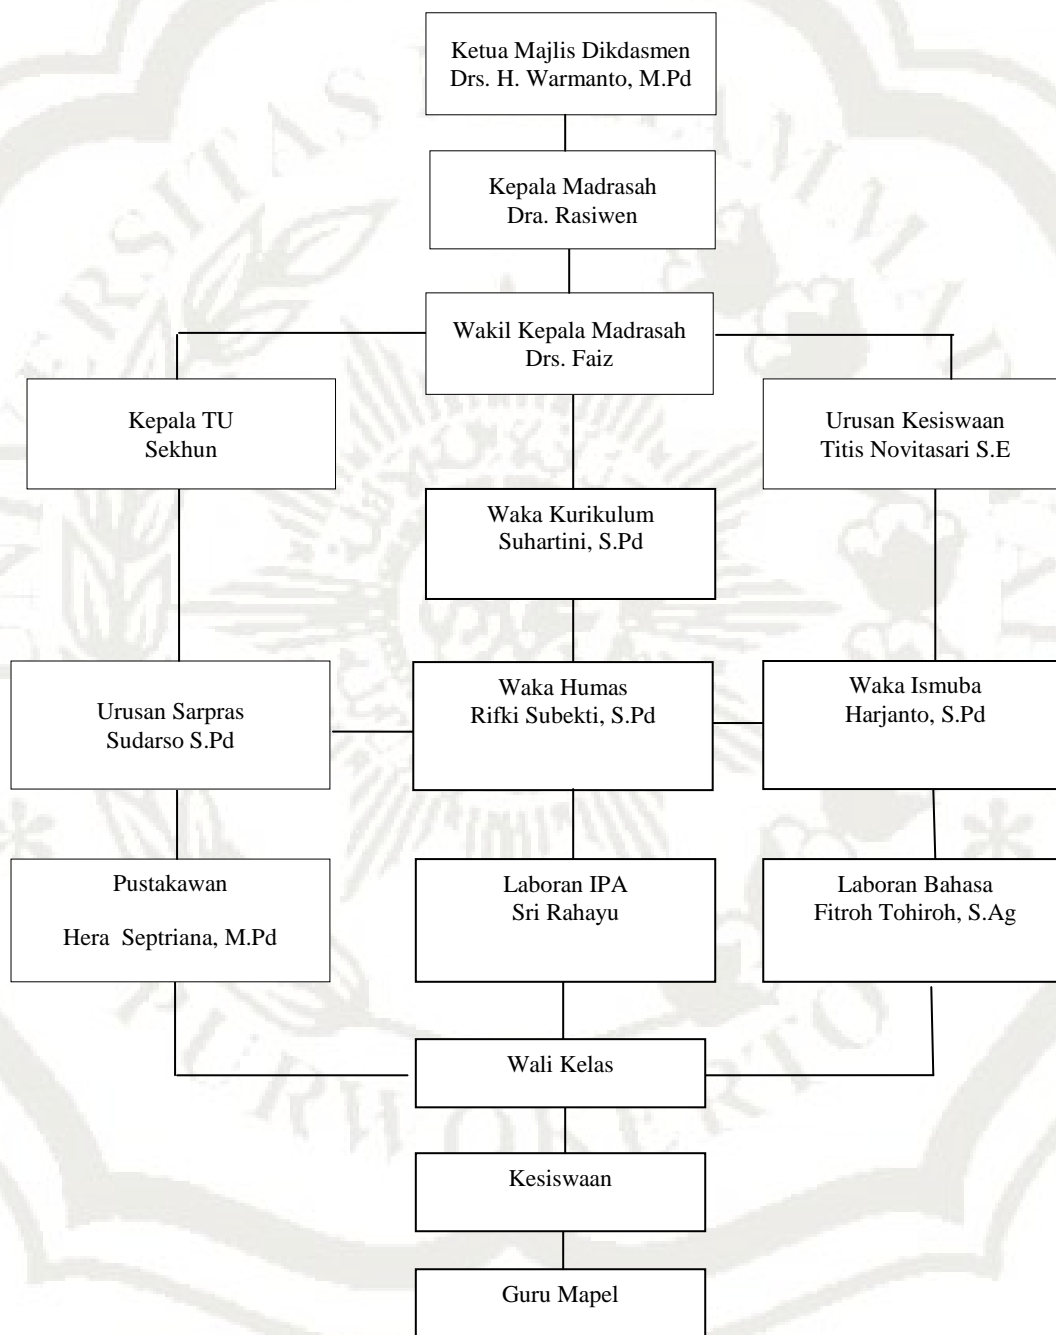 Ketua Majlis Dikdasmen
Drs. H. Warmanto, M.Pd
Kepala Madrasah
Dra. Rasiwen
Wakil Kepala Madrasah
Drs. Faiz
Kepala TU
Sekhun
Urusan Kesiswaan
Titis Novitasari S.E
Waka Kurikulum
Suhartini, S.Pd
Urusan Sarpras
Sudarso S.Pd
Waka Humas
Rifki Subekti, S.Pd
Waka Ismuba
Harjanto, S.Pd
Pustakawan
Hera  Septriana, M.Pd
Laboran IPA
Sri Rahayu
Laboran Bahasa
Fitroh Tohiroh, S.Ag
Wali Kelas
Kesiswaan
Guru Mapel
PURWOKERTO